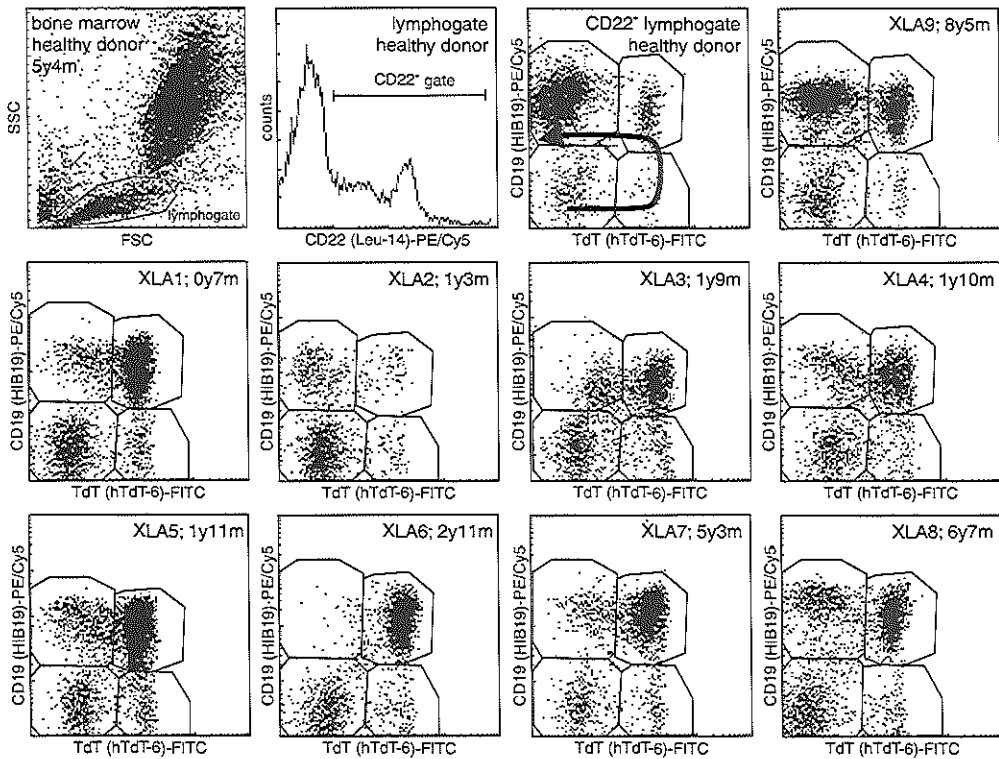 bone marrow
healthy donor
5y4m
SSC
lymphogate
FSC
lymphogate
healthy donor
CD22⁺ gate
counts
CD22 (Leu-14)-PE/Cy5
CD22⁺ lymphogate
healthy donor
CD19 (HIB19)-PE/Cy5
TdT (hTdT-6)-FITC
XLA9; 8y5m
CD19 (HIB19)-PE/Cy5
TdT (hTdT-6)-FITC
XLA1; 0y7m
CD19 (HIB19)-PE/Cy5
TdT (hTdT-6)-FITC
XLA2; 1y3m
CD19 (HIB19)-PE/Cy5
TdT (hTdT-6)-FITC
XLA3; 1y9m
CD19 (HIB19)-PE/Cy5
TdT (hTdT-6)-FITC
XLA4; 1y10m
CD19 (HIB19)-PE/Cy5
TdT (hTdT-6)-FITC
XLA5; 1y11m
CD19 (HIB19)-PE/Cy5
TdT (hTdT-6)-FITC
XLA6; 2y11m
CD19 (HIB19)-PE/Cy5
TdT (hTdT-6)-FITC
XLA7; 5y3m
CD19 (HIB19)-PE/Cy5
TdT (hTdT-6)-FITC
XLA8; 6y7m
CD19 (HIB19)-PE/Cy5
TdT (hTdT-6)-FITC